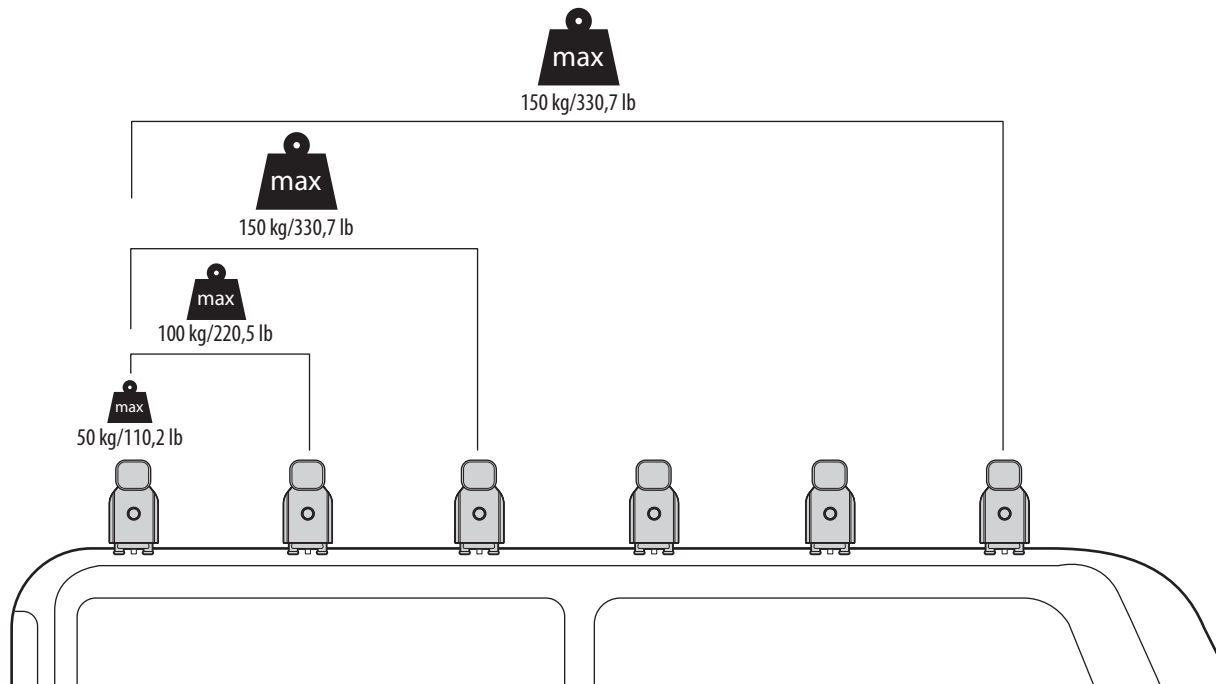 max
150 kg/330,7 lb
max
150 kg/330,7 lb
max
100 kg/220,5 lb
max
50 kg/110,2 lb